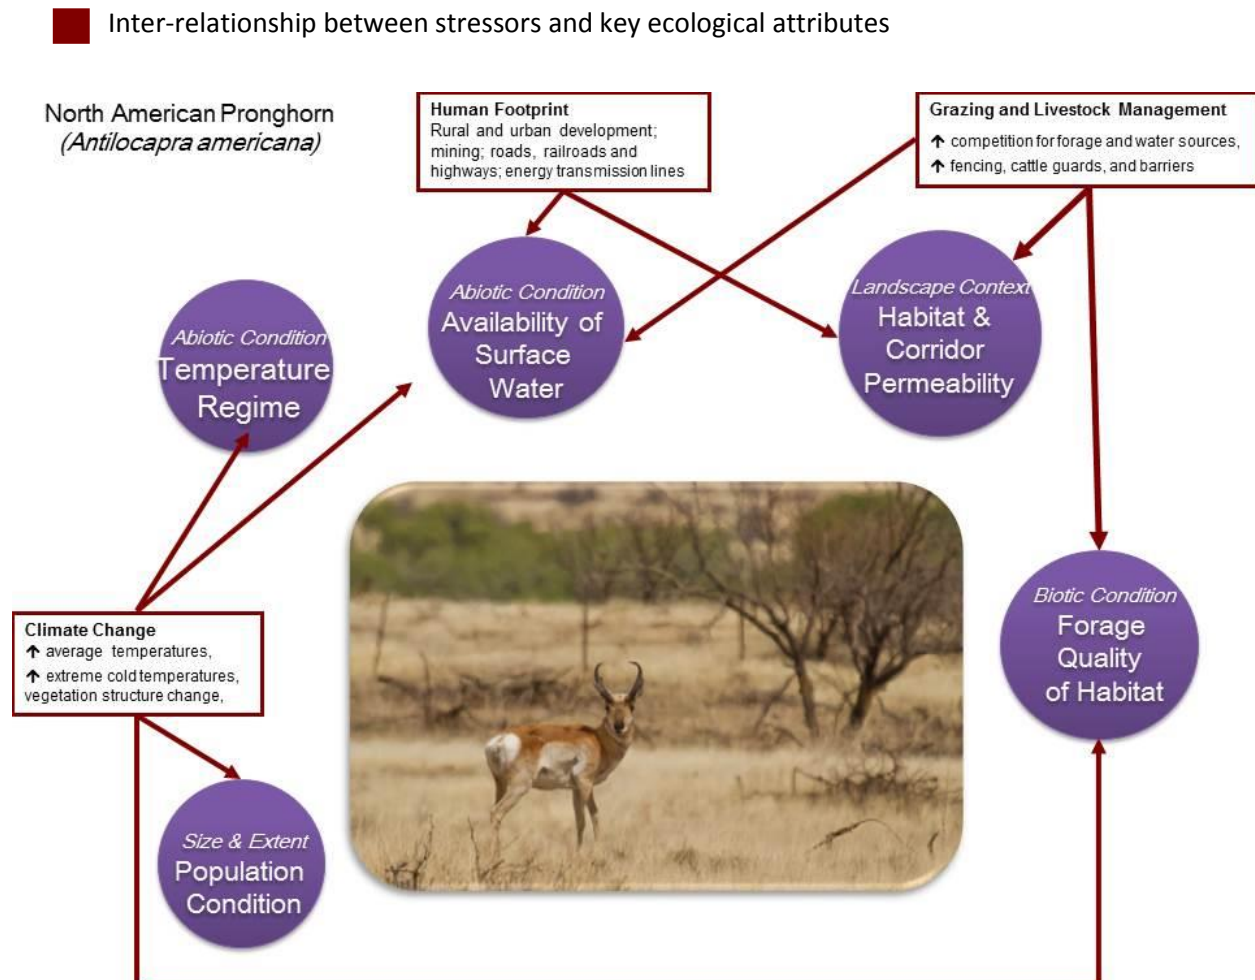 Inter-relationship between stressors and key ecological attributes
North American Pronghorn
(Antilocapra americana)
Human Footprint
Rural and urban development;
mining; roads, railroads and
highways; energy transmission lines
Grazing and Livestock Management
↑ competition for forage and water sources,
↑ fencing, cattle guards, and barriers
Abiotic Condition
Temperature
Regime
Abiotic Condition
Availability of
Surface
Water
Landscape Context
Habitat &
Corridor
Permeability
Climate Change
↑ average temperatures,
↑ extreme cold temperatures,
vegetation structure change,
Biotic Condition
Forage
Quality
of Habitat
Size & Extent
Population
Condition